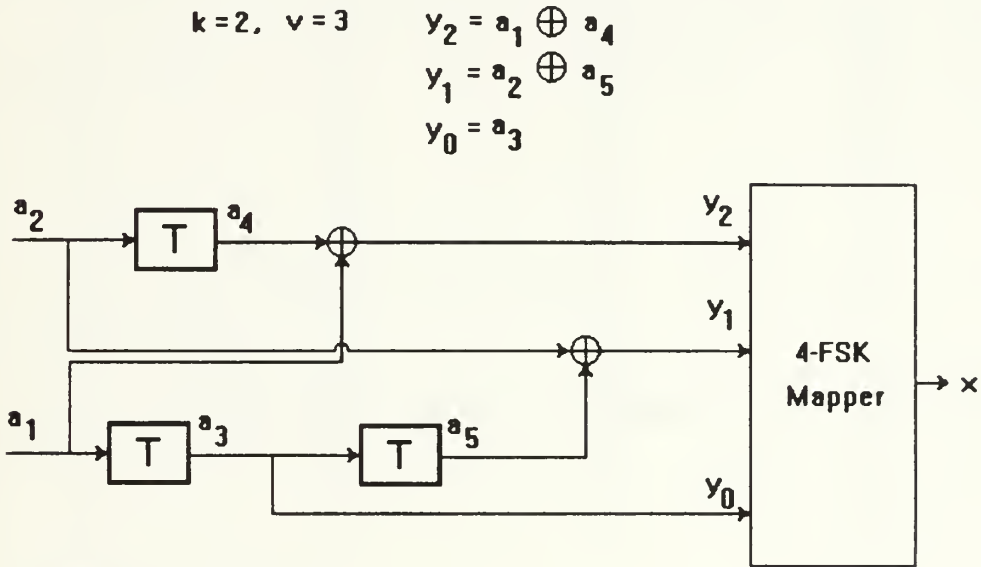 k = 2, v = 3
y₂ = a₁ ⊕ a₄
y₁ = a₂ ⊕ a₅
y₀ = a₃
a₂
T
a₄
y₂
y₁
4-FSK
Mapper
x
a₁
T
a₃
T
a₅
y₀